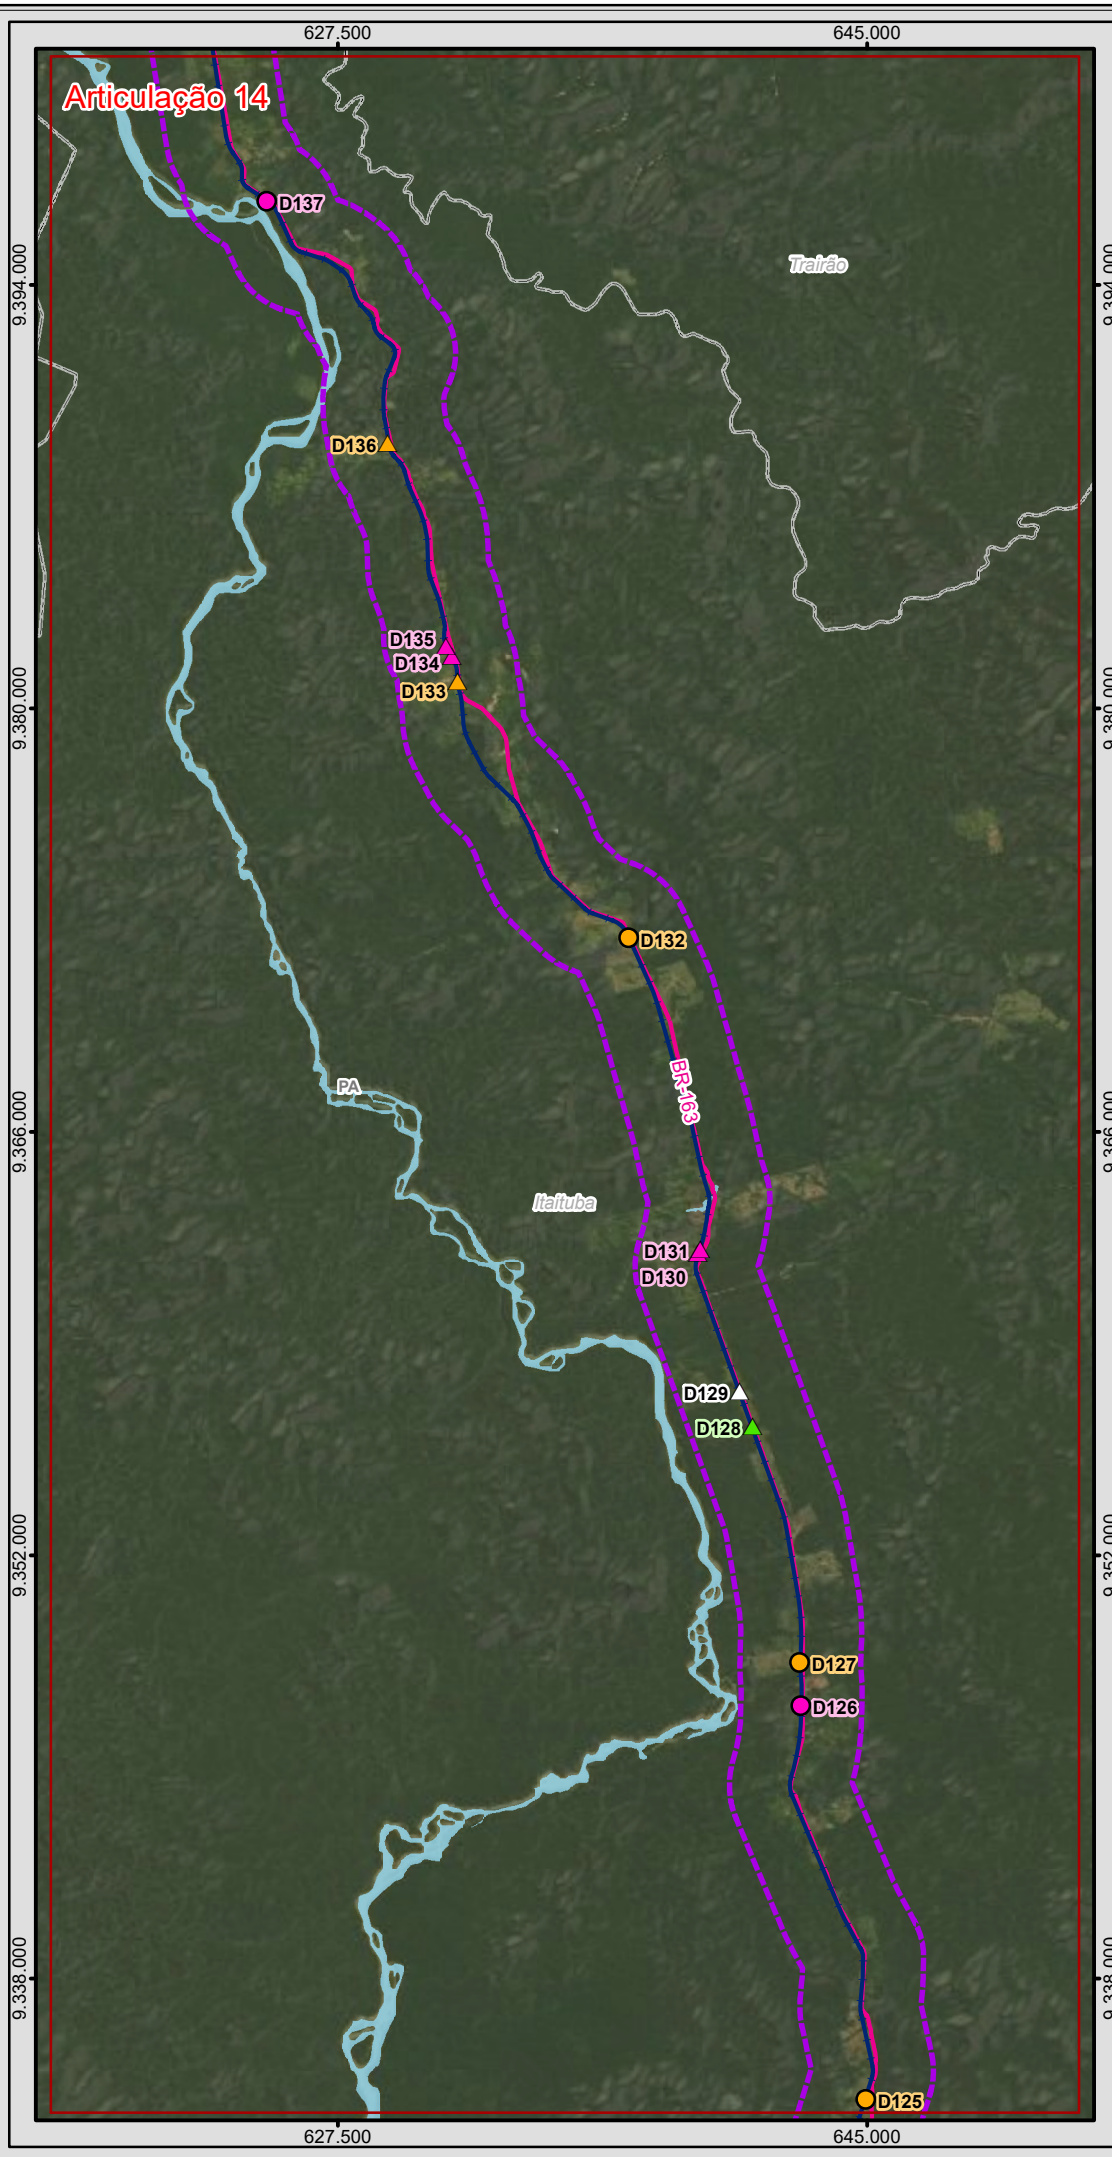 627.500
645.000
Articulação 14
D137
Trairão
9.394.000
9.394.000
D136
D135
D134
D133
9.380.000
9.380.000
D132
BR-163
PA
9.366.000
9.366.000
Itaituba
D131
D130
D129
D128
9.352.000
9.352.000
D127
D126
9.338.000
9.338.000
D125
627.500
645.000